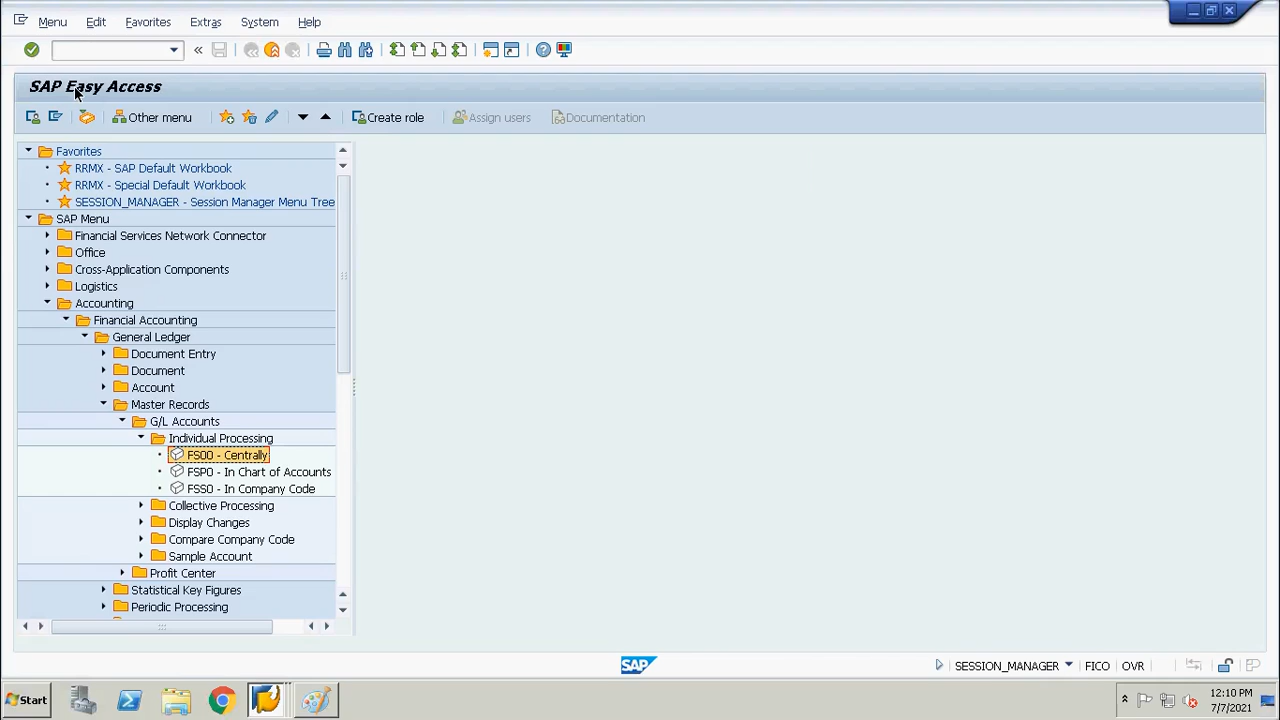 Menu Edit Favorites Extras System Help
SAP Easy Access
Other menu Create role Assign users Documentation
Favorites
RRMX - SAP Default Workbook
RRMX - Special Default Workbook
SESSION_MANAGER - Session Manager Menu Tree
SAP Menu
Financial Services Network Connector
Office
Cross-Application Components
Logistics
Accounting
Financial Accounting
General Ledger
Document Entry
Document
Account
Master Records
G/L Accounts
Individual Processing
FS00 - Centrally
FSP0 - In Chart of Accounts
FSS0 - In Company Code
Collective Processing
Display Changes
Compare Company Code
Sample Account
Profit Center
Statistical Key Figures
Periodic Processing
SAP SESSION_MANAGER FICO OVR
Start 12:10 PM
7/7/2021